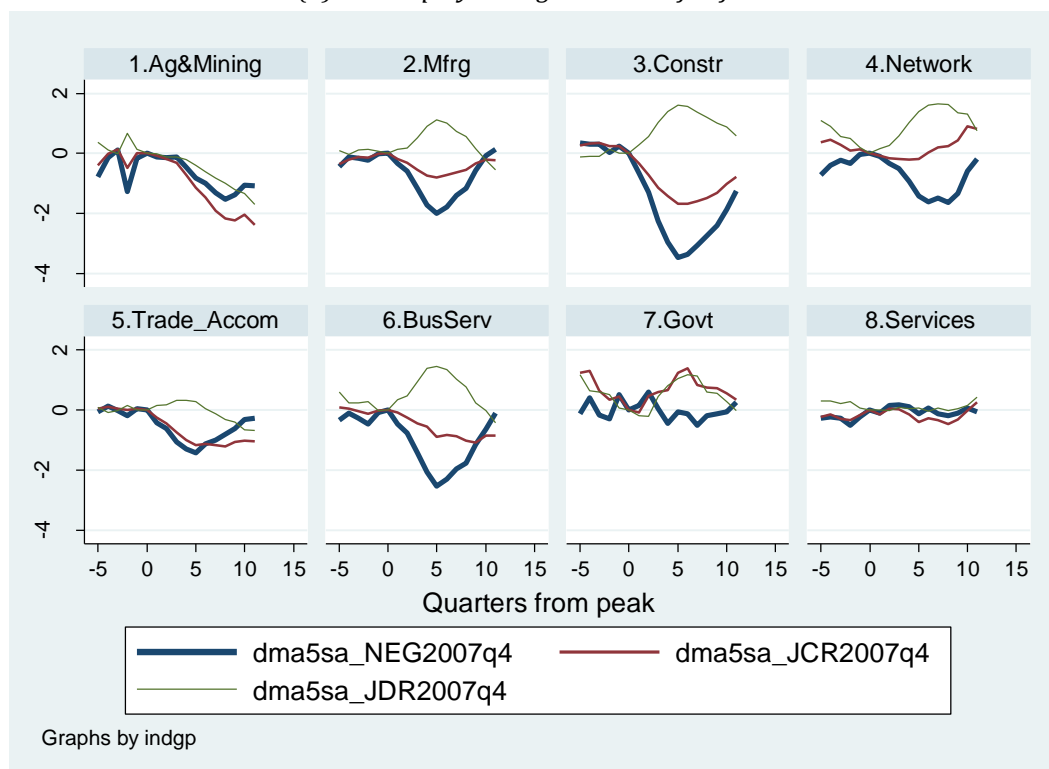 1.Ag&Mining 2.Mfrg 3.Constr 4.Network
2
0
-2
-4
5.Trade_Accom 6.BusServ 7.Govt 8.Services
2
0
-2
-4
-5 0 5 10 15 -5 0 5 10 15 -5 0 5 10 15 -5 0 5 10 15
Quarters from peak
dma5sa_NEG2007q4 dma5sa_JCR2007q4
dma5sa_JDR2007q4
Graphs by indgp